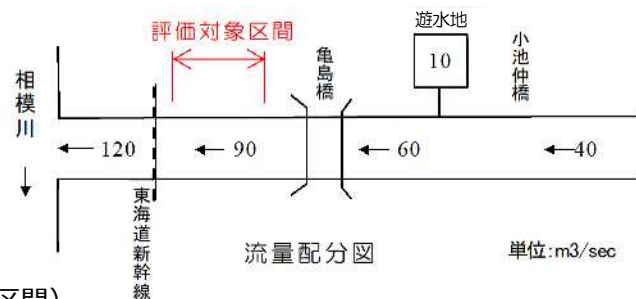 評価対象区間
遊水地
10
小池仲橋
亀島橋
相模川
← 120
← 90
← 60
← 40
東海道新幹線
流量配分図
単位:m3/sec
区間)